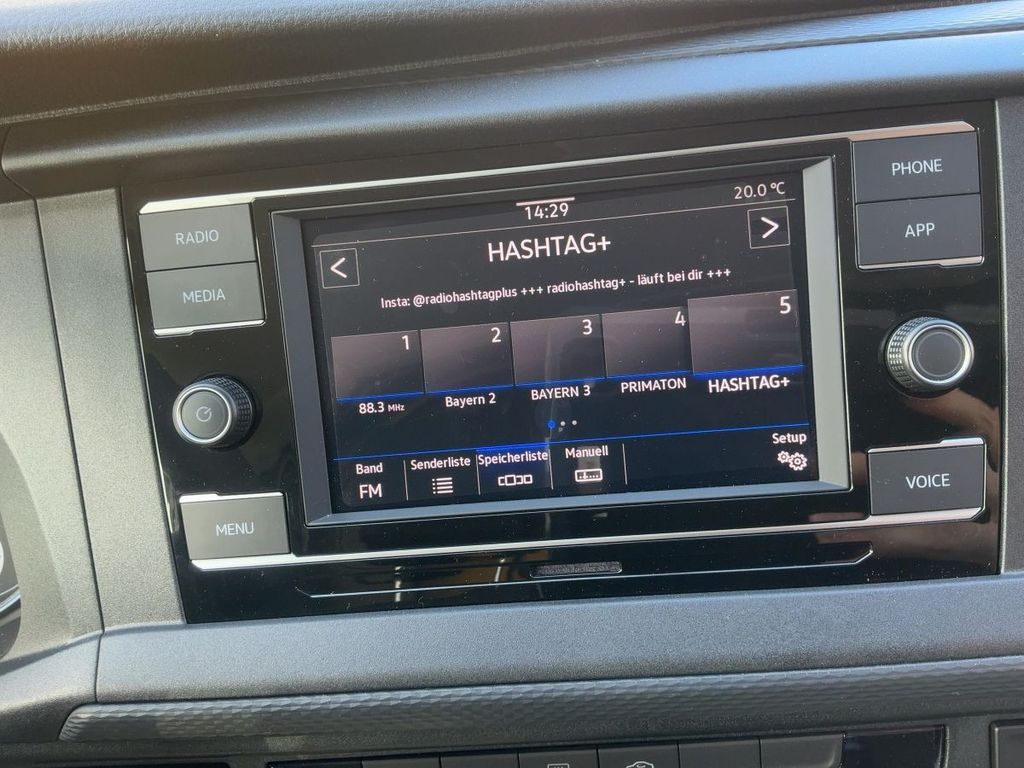 RADIO
MEDIA
MENU
PHONE
APP
VOICE
14:29
20.0 °C
<
HASHTAG+
>
Insta: @radiohashtagplus +++ radiohashtag+ - läuft bei dir +++
1 2 3 4 5
88.3 MHz Bayern 2 BAYERN 3 PRIMATON HASHTAG+
Band Senderliste Speicherliste Manuell Setup
FM